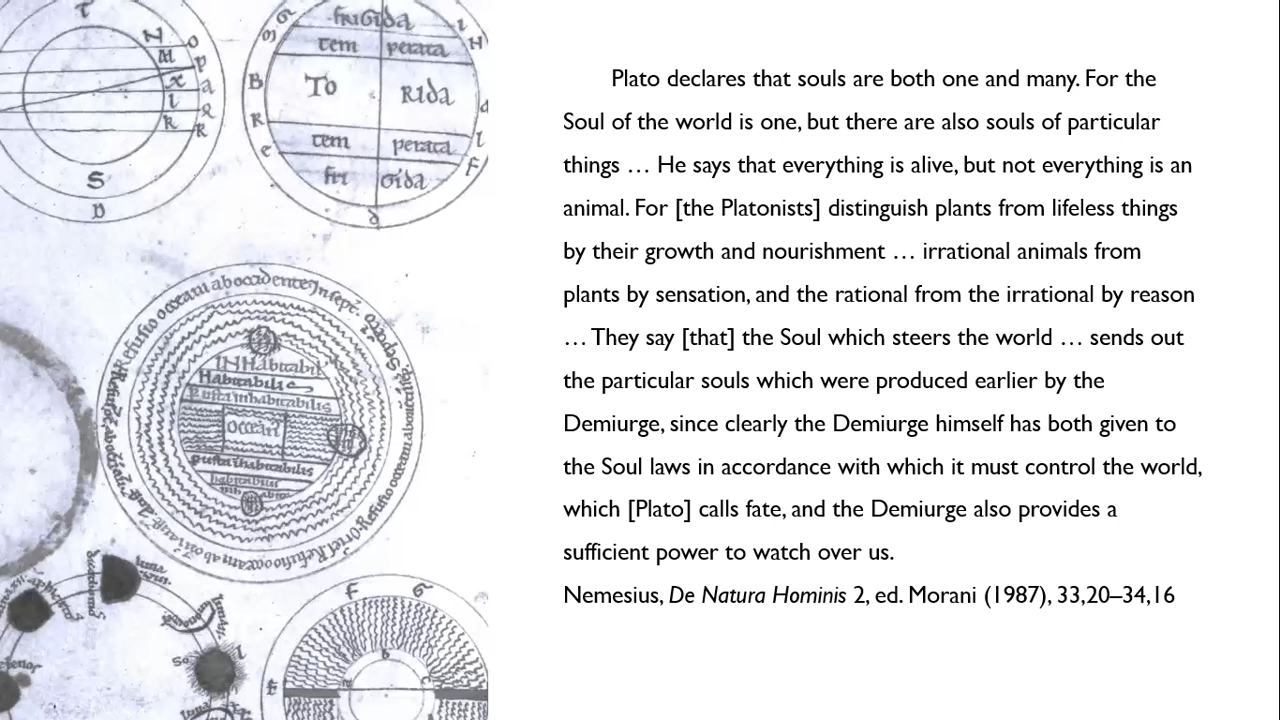 T
N
O
M
P
X
a
L
Q
R
R
S
D
friGida
tem perata
To RIda
tem perata
fri Gida
B
R
e
H
l
F
d
INHabitabil
Habitabilis
Pusta inhabitabilis
occeani
Pusta ihabitabilis
F
G
b
Plato declares that souls are both one and many. For the
Soul of the world is one, but there are also souls of particular
things … He says that everything is alive, but not everything is an
animal. For [the Platonists] distinguish plants from lifeless things
by their growth and nourishment … irrational animals from
plants by sensation, and the rational from the irrational by reason
… They say [that] the Soul which steers the world … sends out
the particular souls which were produced earlier by the
Demiurge, since clearly the Demiurge himself has both given to
the Soul laws in accordance with which it must control the world,
which [Plato] calls fate, and the Demiurge also provides a
sufficient power to watch over us.
Nemesius, De Natura Hominis 2, ed. Morani (1987), 33,20–34,16